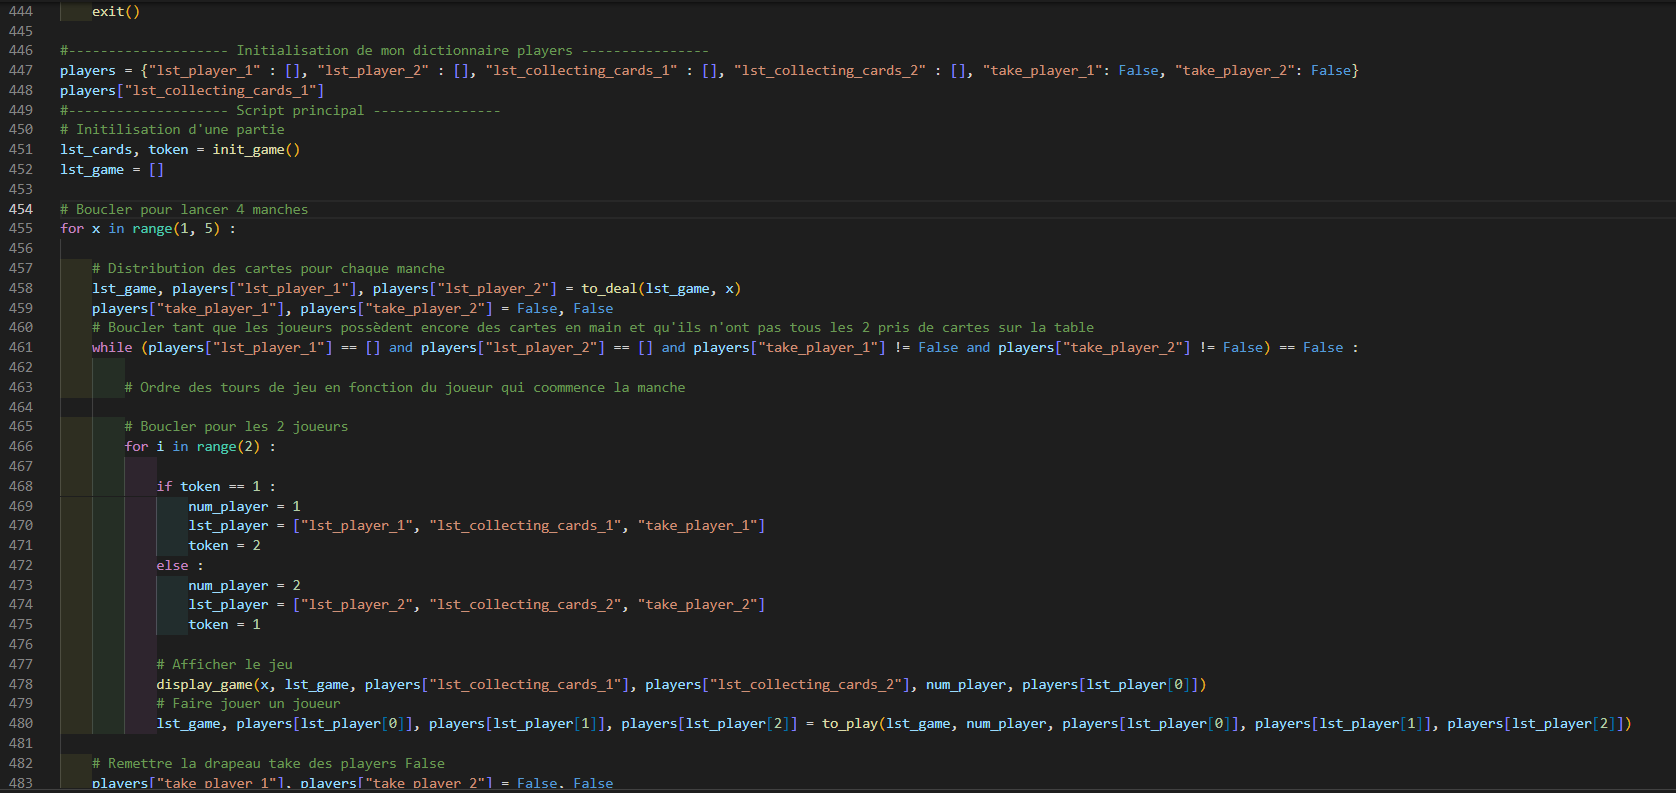 444 exit()
445
446 #-------------------- Initialisation de mon dictionnaire players ----------------
447 players = {"lst_player_1" : [], "lst_player_2" : [], "lst_collecting_cards_1" : [], "lst_collecting_cards_2" : [], "take_player_1": False, "take_player_2": False}
448 players["lst_collecting_cards_1"]
449 #-------------------- Script principal ----------------
450 # Initilisation d'une partie
451 lst_cards, token = init_game()
452 lst_game = []
453
454 # Boucler pour lancer 4 manches
455 for x in range(1, 5) :
456
457 # Distribution des cartes pour chaque manche
458 lst_game, players["lst_player_1"], players["lst_player_2"] = to_deal(lst_game, x)
459 players["take_player_1"], players["take_player_2"] = False, False
460 # Boucler tant que les joueurs possèdent encore des cartes en main et qu'ils n'ont pas tous les 2 pris de cartes sur la table
461 while (players["lst_player_1"] == [] and players["lst_player_2"] == [] and players["take_player_1"] != False and players["take_player_2"] != False) == False :
462
463 # Ordre des tours de jeu en fonction du joueur qui coommence la manche
464
465 # Boucler pour les 2 joueurs
466 for i in range(2) :
467
468 if token == 1 :
469 num_player = 1
470 lst_player = ["lst_player_1", "lst_collecting_cards_1", "take_player_1"]
471 token = 2
472 else :
473 num_player = 2
474 lst_player = ["lst_player_2", "lst_collecting_cards_2", "take_player_2"]
475 token = 1
476
477 # Afficher le jeu
478 display_game(x, lst_game, players["lst_collecting_cards_1"], players["lst_collecting_cards_2"], num_player, players[lst_player[0]])
479 # Faire jouer un joueur
480 lst_game, players[lst_player[0]], players[lst_player[1]], players[lst_player[2]] = to_play(lst_game, num_player, players[lst_player[0]], players[lst_player[1]], players[lst_player[2]])
481
482 # Remettre la drapeau take des players False
483 players["take_player_1"], players["take_player_2"] = False, False